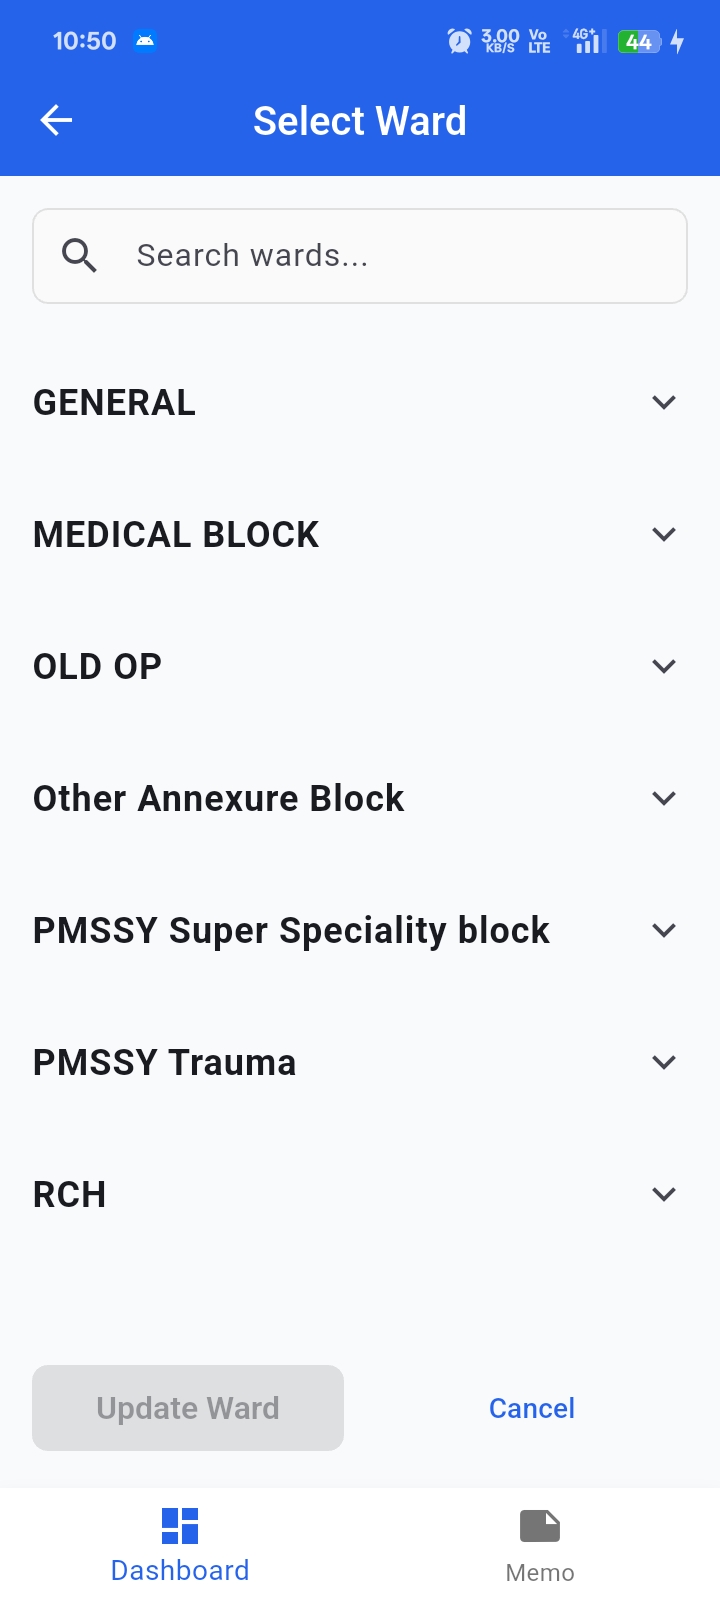 10:50
3.00 KB/S Vo LTE 4G+ 44
Select Ward
Search wards...
GENERAL
MEDICAL BLOCK
OLD OP
Other Annexure Block
PMSSY Super Speciality block
PMSSY Trauma
RCH
Update Ward
Cancel
Dashboard
Memo